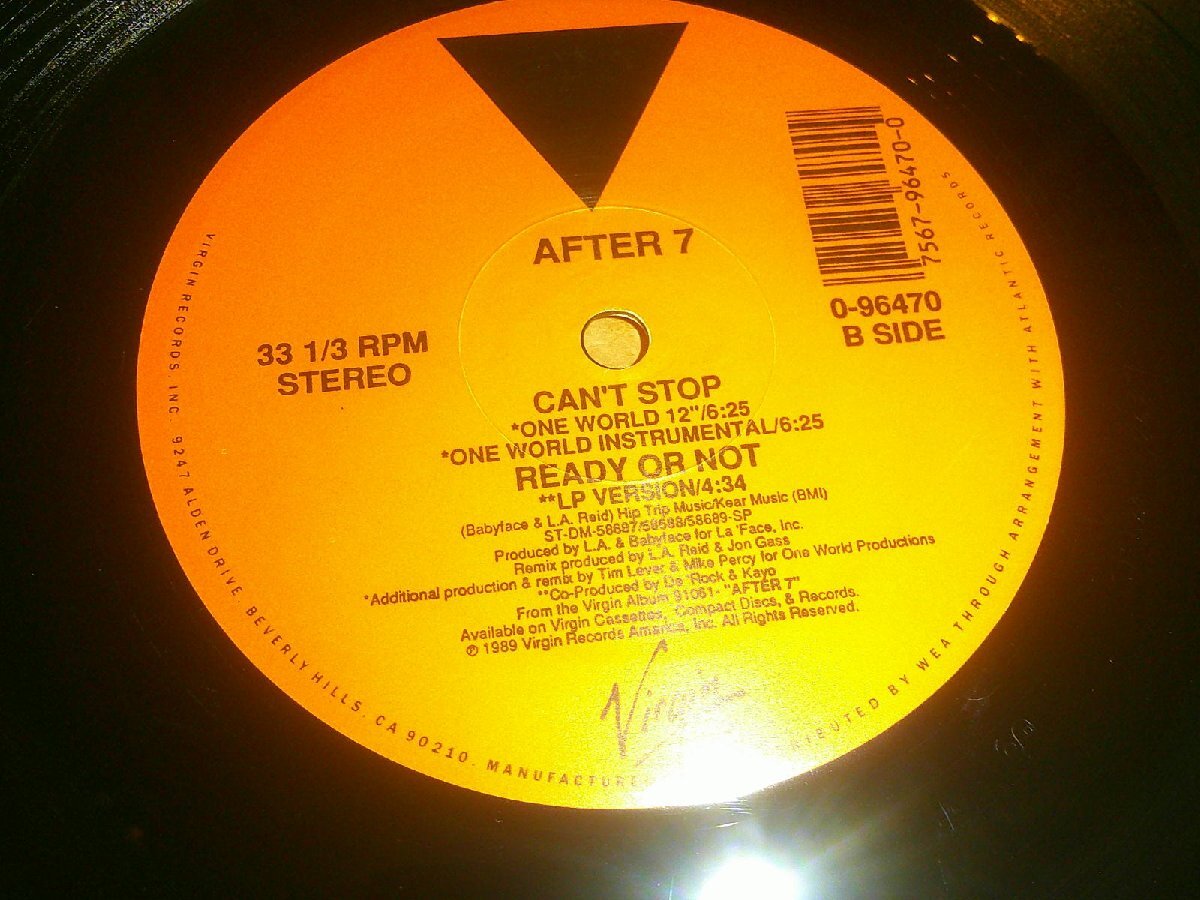 AFTER 7
7567-96470-0
0-96470
B SIDE
33 1/3 RPM
STEREO
CAN'T STOP
*ONE WORLD 12"/6:25
*ONE WORLD INSTRUMENTAL/6:25
READY OR NOT
**LP VERSION/4:34
(Babyface & L.A. Reid) Hip Trip Music/Kear Music (BMI)
ST-DM-58687/58688/58689-SP
Produced by L.A. & Babyface for La 'Face, Inc.
Remix produced by L.A. Reid & Jon Gass
*Additional production & remix by Tim Lever & Mike Percy for One World Productions
**Co-Produced by De 'Rock & Kayo
From the Virgin Album 91061- "AFTER 7"
Available on Virgin Cassettes, Compact Discs, & Records.
℗ 1989 Virgin Records America, Inc. All Rights Reserved.
Virgin
VIRGIN RECORDS, INC. 9247 ALDEN DRIVE, BEVERLY HILLS, CA 90210. MANUFACTURE BY WEA THROUGH ARRANGEMENT WITH ATLANTIC RECORDS